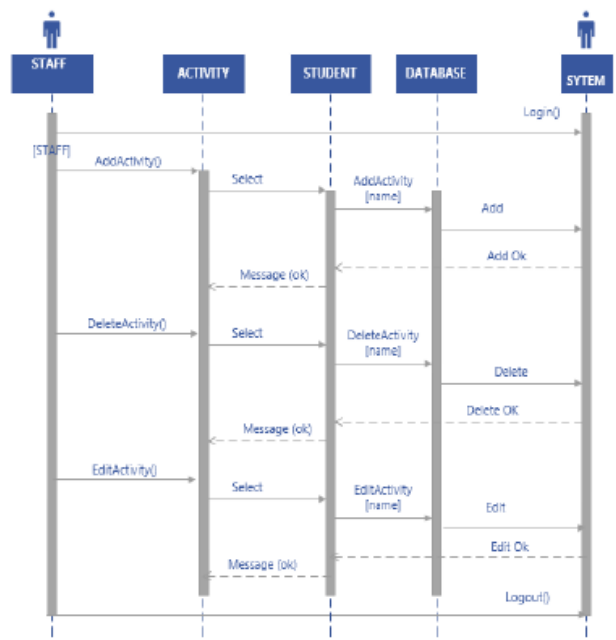 STAFF
ACTIVITY
STUDENT
DATABASE
SYTEM
Login()
[STAFF]
AddActivity()
Select
AddActivity
[name]
Add
Add Ok
Message (ok)
DeleteActivity()
Select
DeleteActivity
[name]
Delete
Delete OK
Message (ok)
EditActivity()
Select
EditActivity
[name]
Edit
Edit Ok
Message (ok)
Logout()